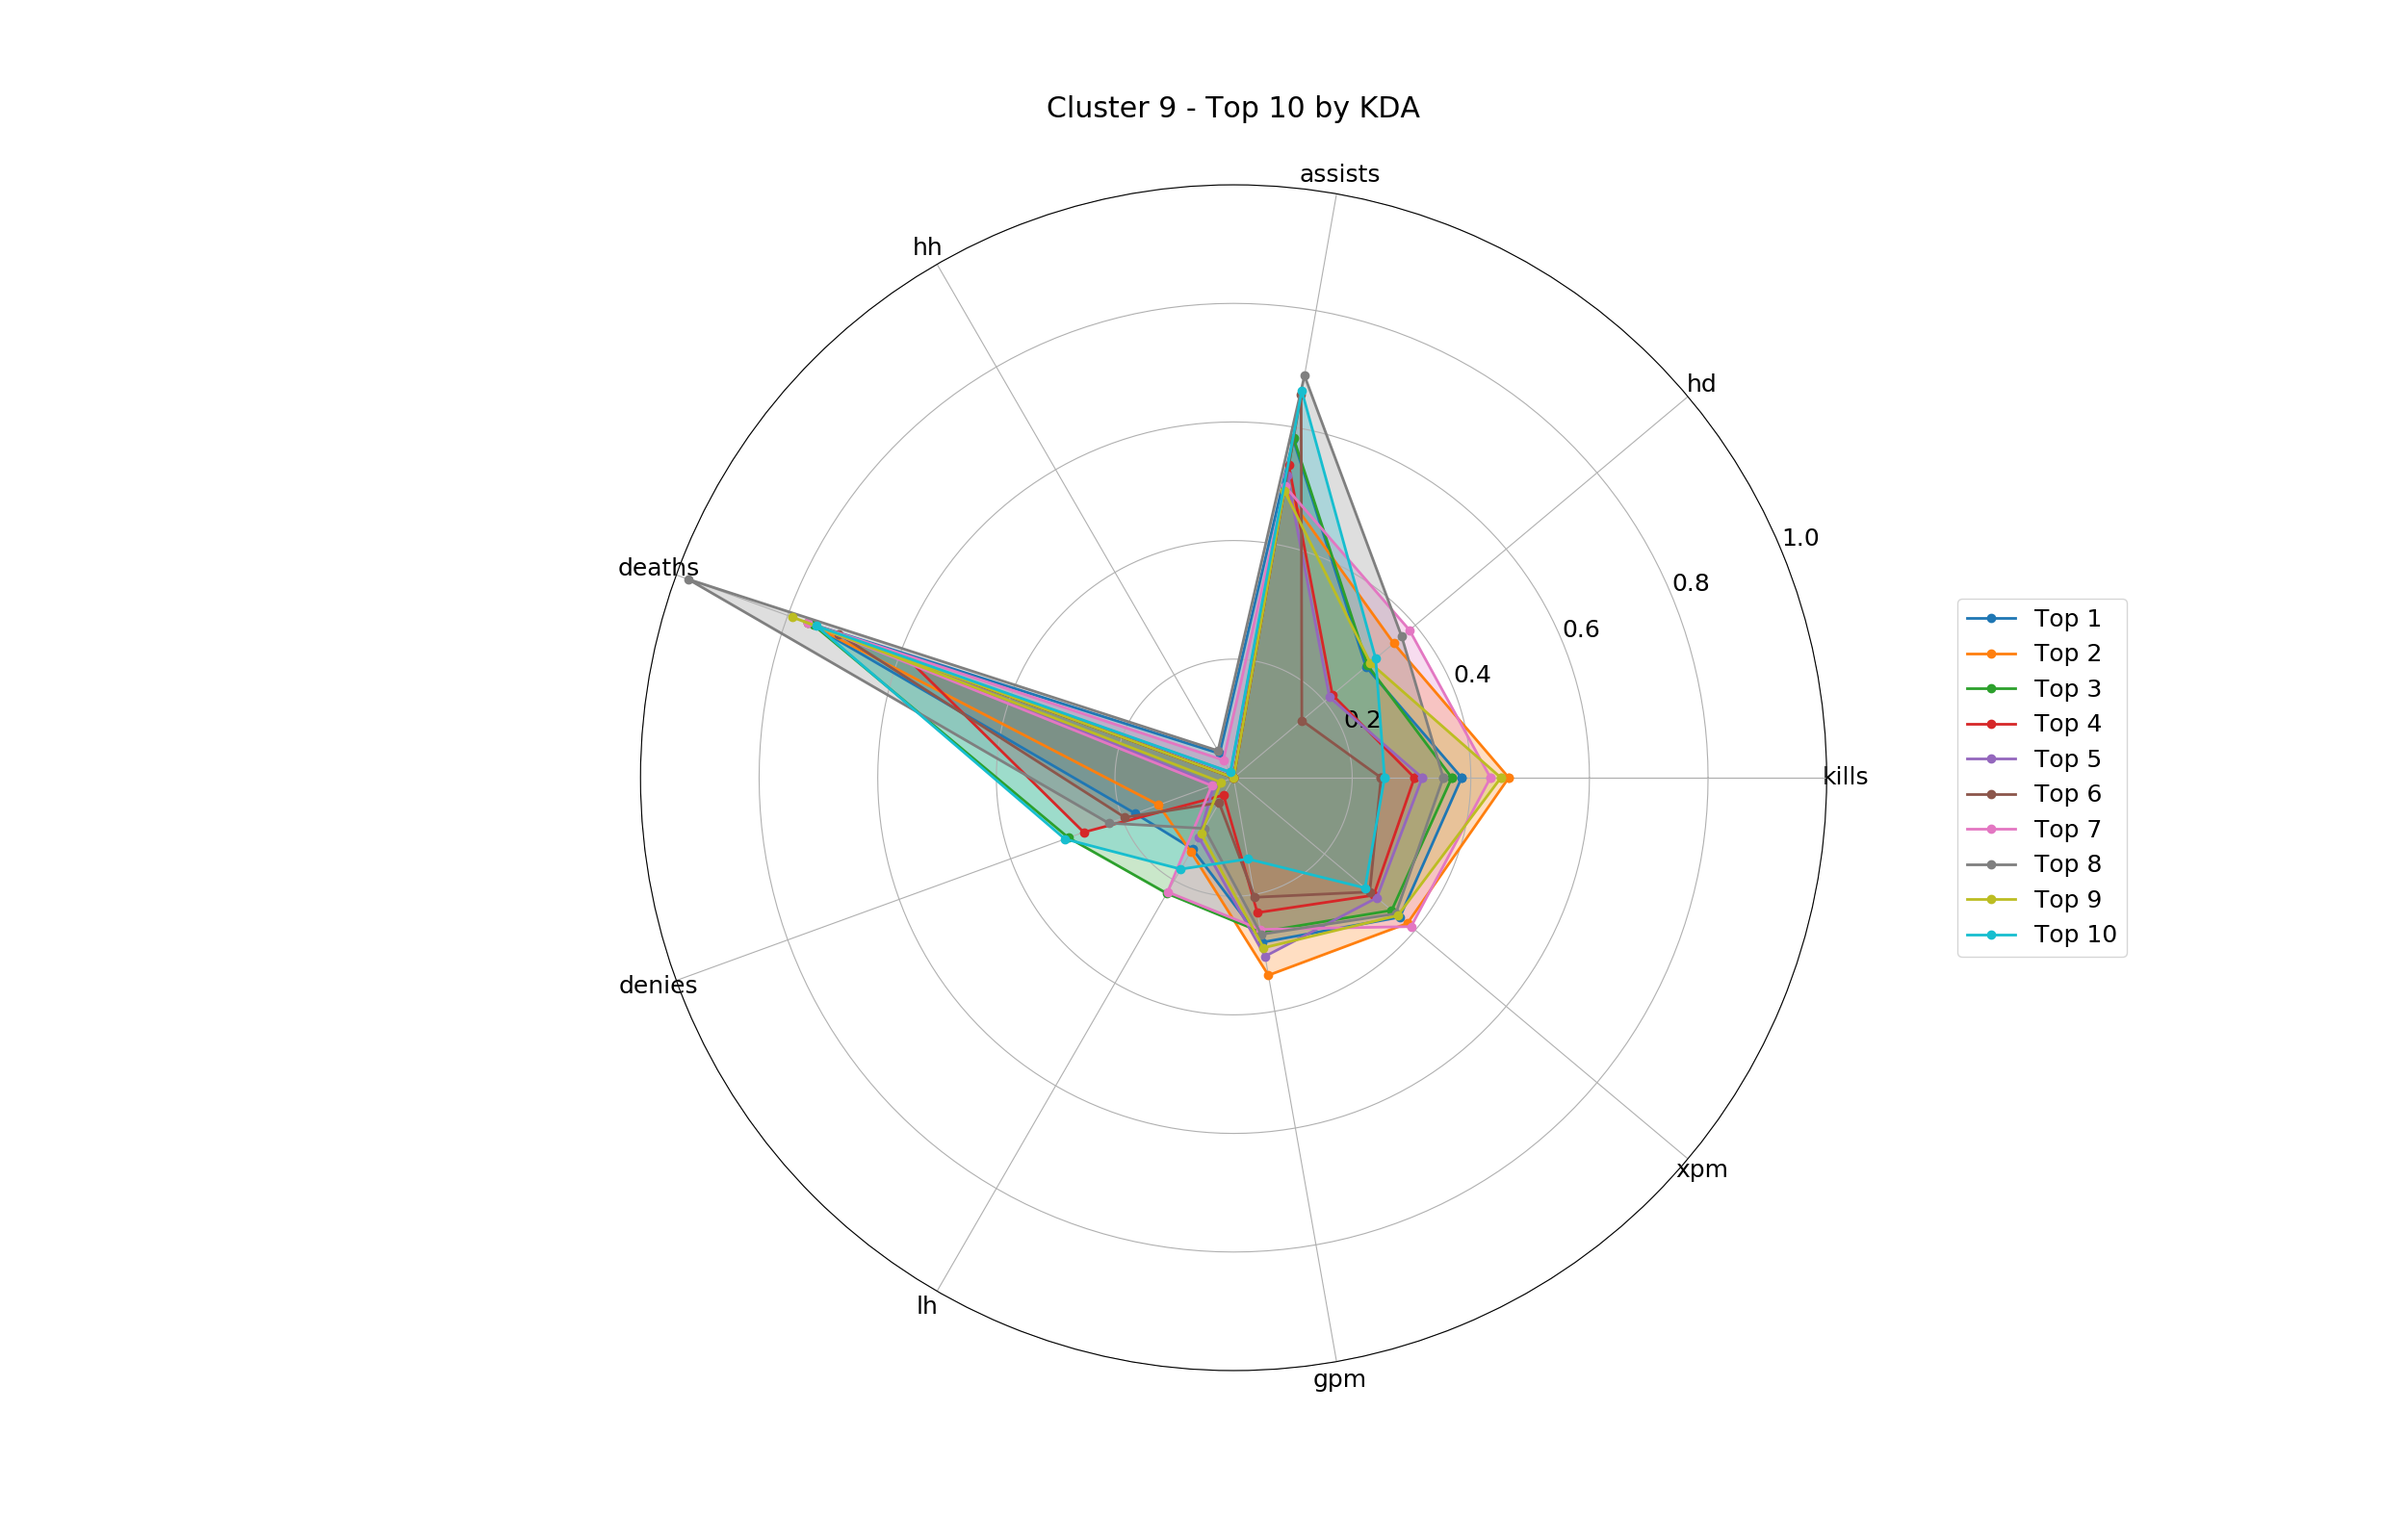 Cluster 9 - Top 10 by KDA
assists
hh
hd
deaths
1.0
0.8
0.6
0.4
0.2
kills
denies
xpm
lh
gpm
Top 1
Top 2
Top 3
Top 4
Top 5
Top 6
Top 7
Top 8
Top 9
Top 10